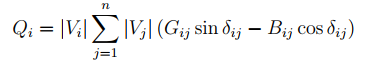 Q_i = |V_i| \sum_{j=1}^{n} |V_j| (G_{ij} \sin \delta_{ij} - B_{ij} \cos \delta_{ij})